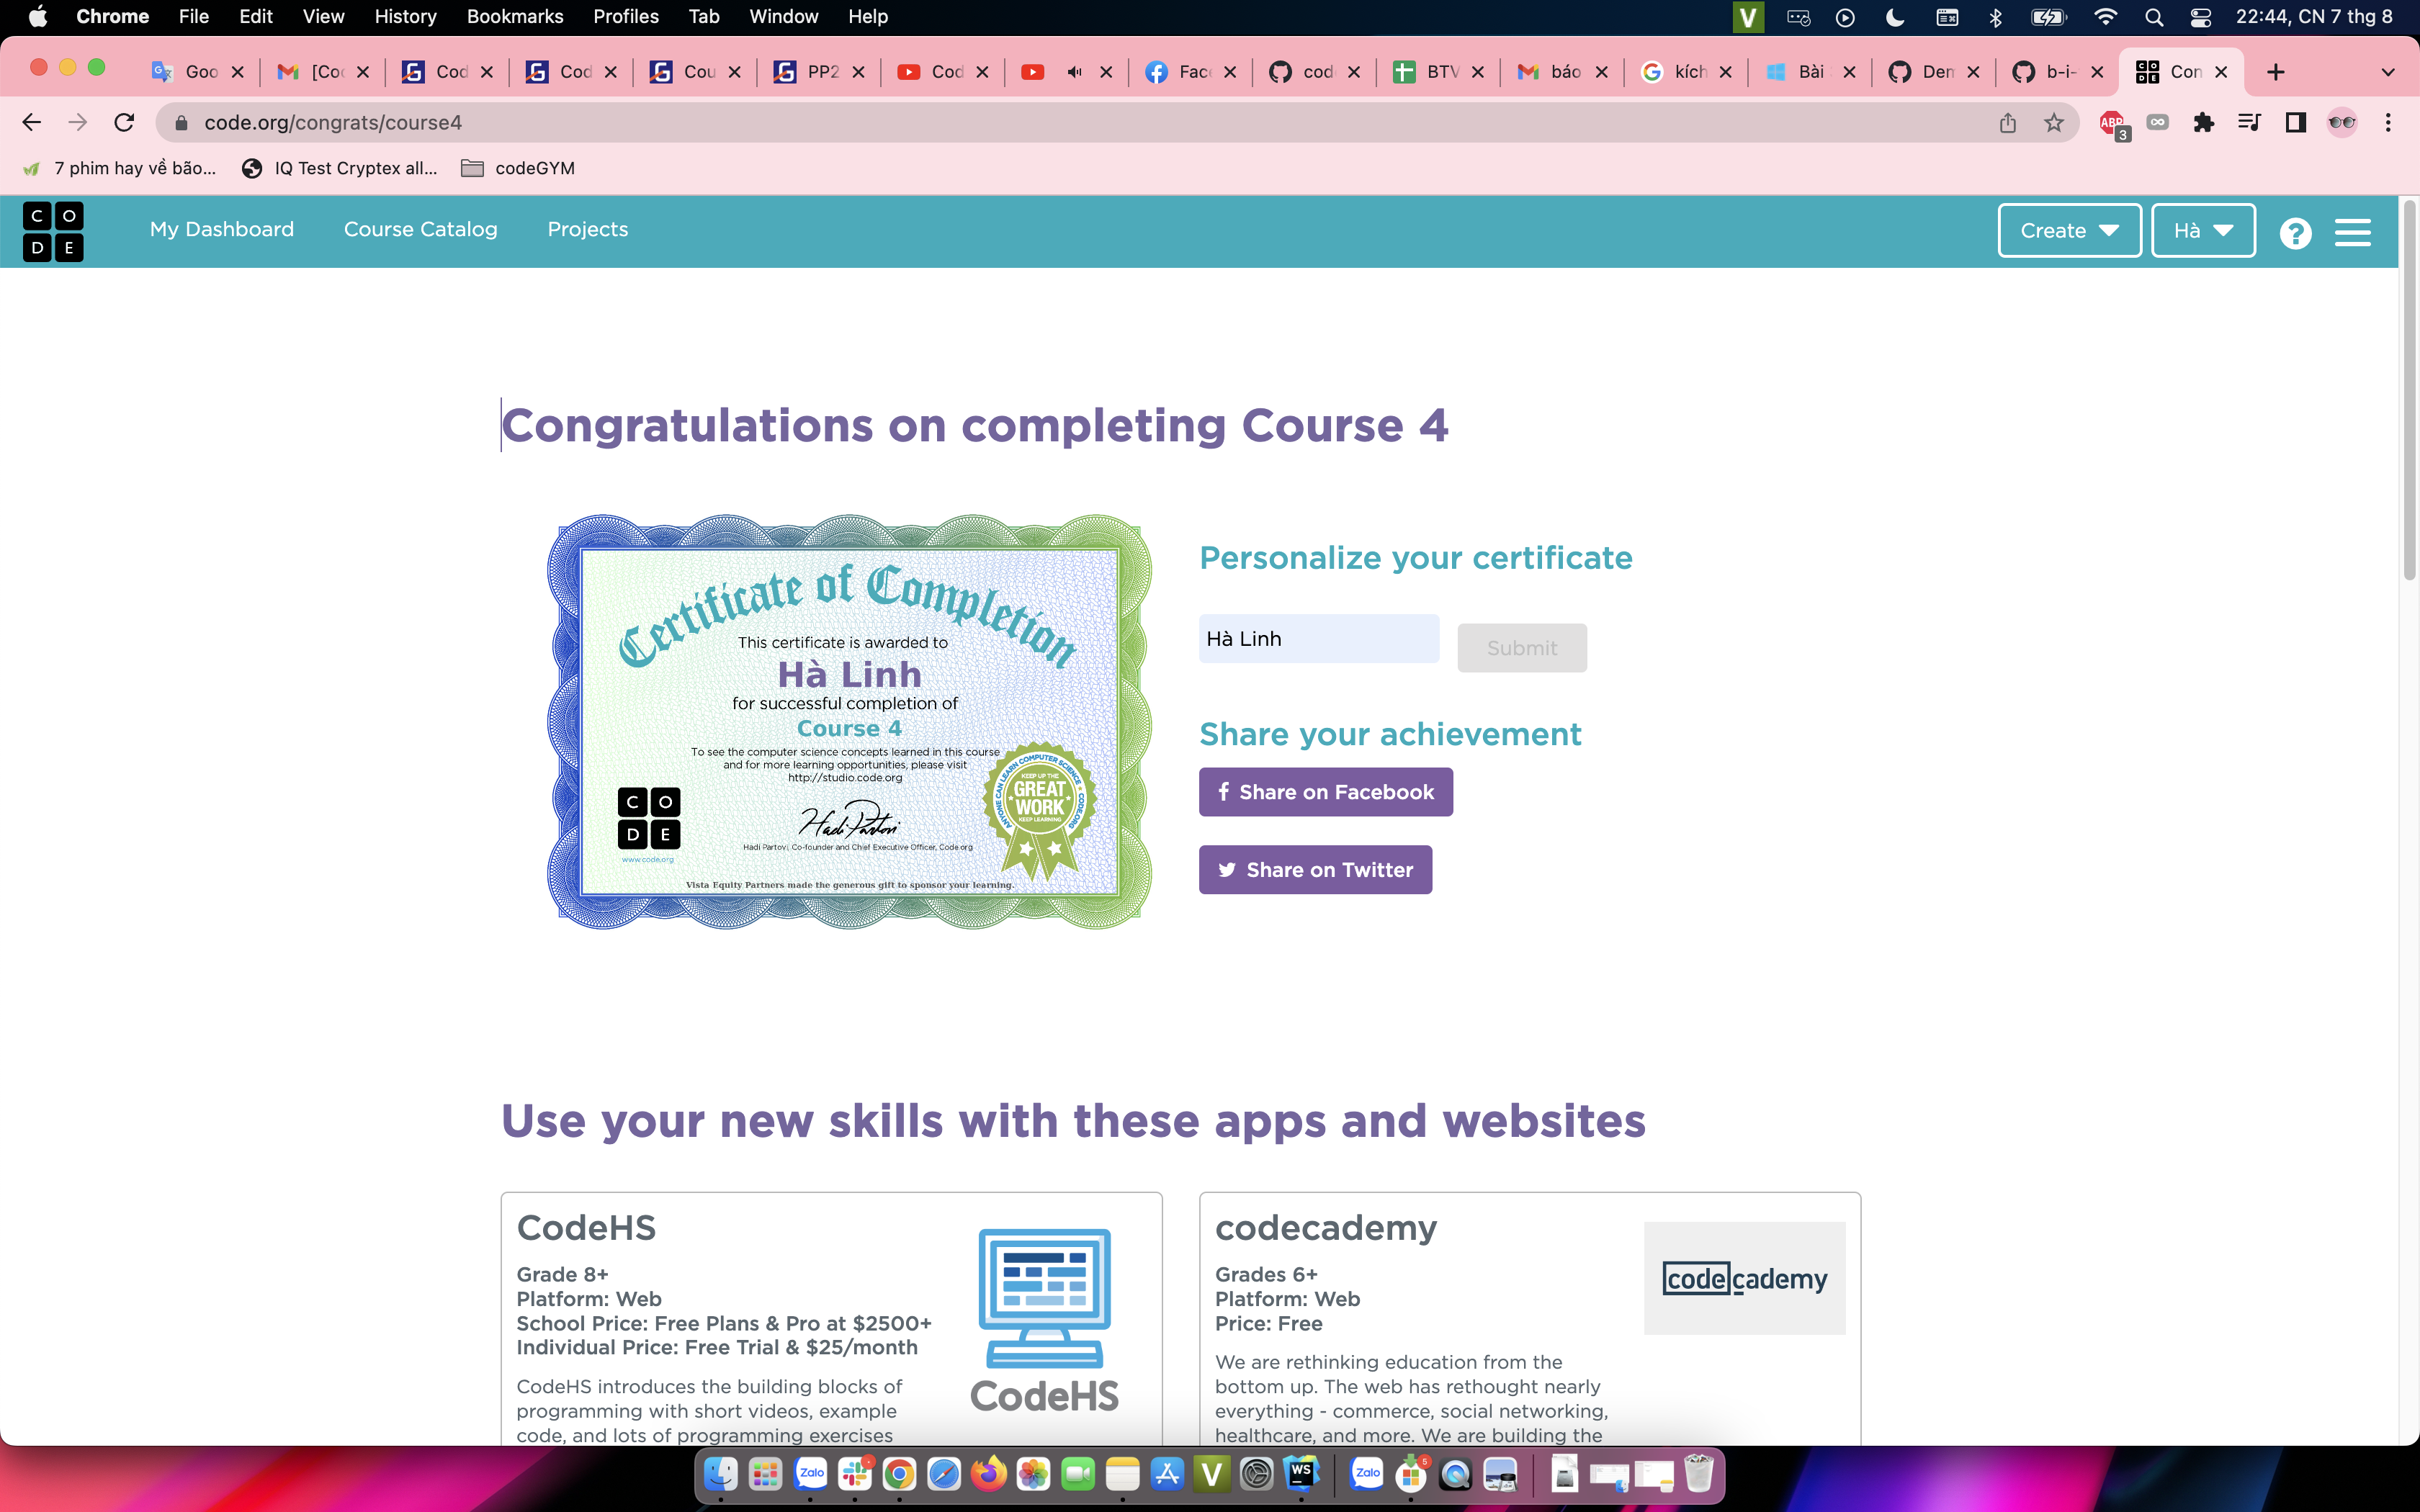 Chrome File Edit View History Bookmarks Profiles Tab Window Help 22:44, CN 7 thg 8
Goo [Coc Cod Cod Cou PP2 Cod Fac cod BTV báo kích Bài Den b-i- Con
code.org/congrats/course4 ABP 3
7 phim hay về bão... IQ Test Cryptex all... codeGYM
C O D E My Dashboard Course Catalog Projects Create Hà ?
Congratulations on completing Course 4
Certificate of Completion
This certificate is awarded to
Hà Linh
for successful completion of
Course 4
To see the computer science concepts learned in this course
and for more learning opportunities, please visit
http://studio.code.org
C O
D E
www.code.org
Hadi Partovi
Hadi Partovi, Co-founder and Chief Executive Officer, Code.org
ANYONE CAN LEARN COMPUTER SCIENCE
KEEP UP THE
GREAT
WORK
KEEP LEARNING
CODE.ORG
Vista Equity Partners made the generous gift to sponsor your learning.
Personalize your certificate
Hà Linh Submit
Share your achievement
Share on Facebook
Share on Twitter
Use your new skills with these apps and websites
CodeHS
Grade 8+
Platform: Web
School Price: Free Plans & Pro at $2500+
Individual Price: Free Trial & $25/month
CodeHS introduces the building blocks of
programming with short videos, example
code, and lots of programming exercises
CodeHS
codecademy
Grades 6+
Platform: Web
Price: Free
We are rethinking education from the
bottom up. The web has rethought nearly
everything - commerce, social networking,
healthcare, and more. We are building the
codecademy
Zalo V WS Zalo 5